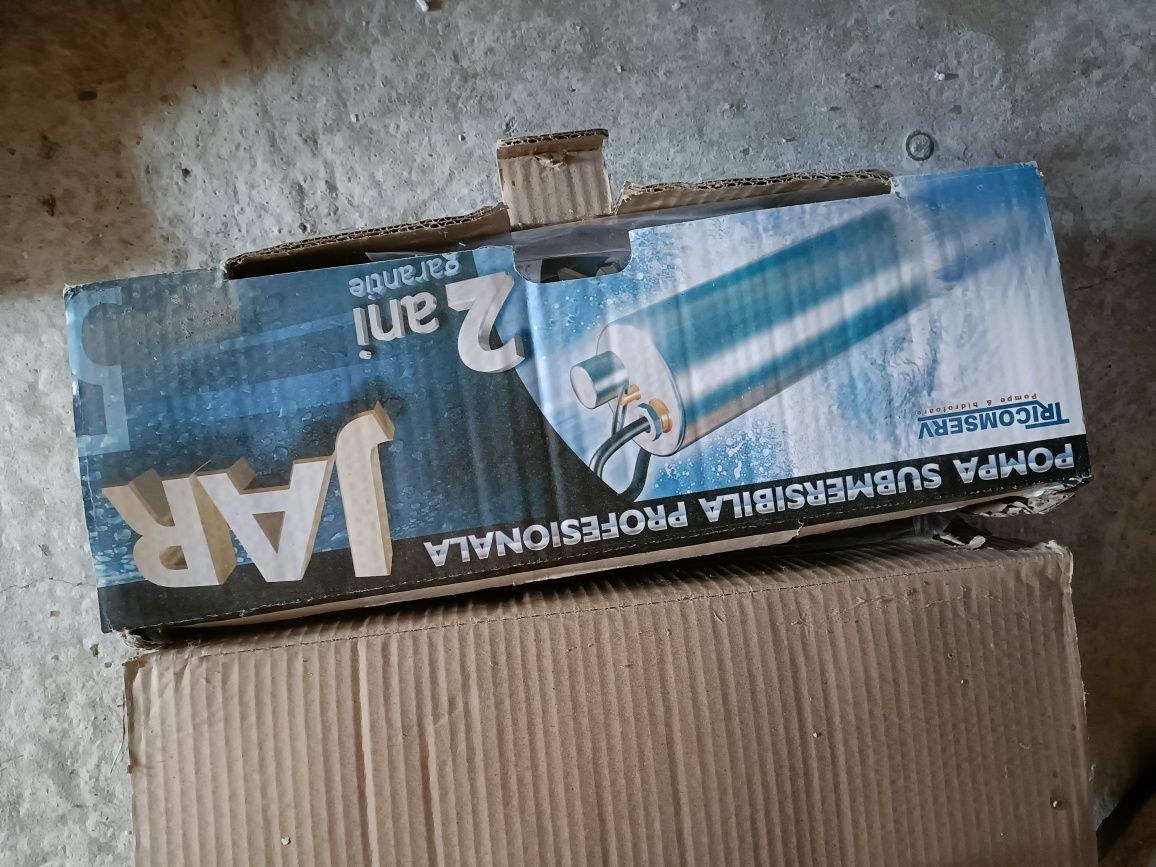 POMPA SUBMERSIBILA PROFESIONALA
JAR
TRICOMSERV
Pompe & hidrofoare
2 ani
garantie